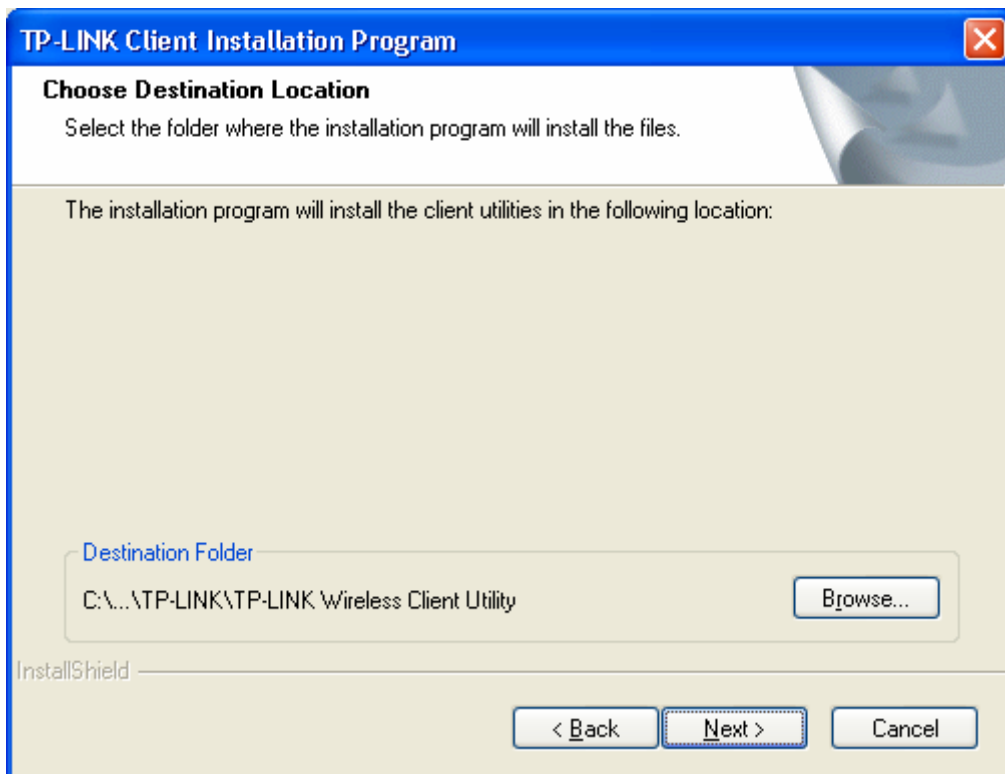 TP-LINK Client Installation Program
Choose Destination Location
Select the folder where the installation program will install the files.
The installation program will install the client utilities in the following location:
Destination Folder
C:\...\TP-LINK\TP-LINK Wireless Client Utility
Browse...
InstallShield
< Back
Next >
Cancel